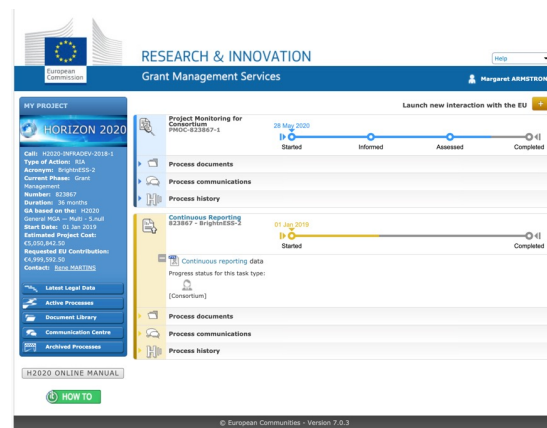 European
Commission
RESEARCH & INNOVATION
Grant Management Services
Help
Margaret ARMSTRON
MY PROJECT
HORIZON 2020
Call: H2020-INFRADEV-2018-1
Type of Action: RIA
Acronym: BrightnESS-2
Current Phase: Grant
Management
Number: 823867
Duration: 36 months
GA based on the: H2020
General MGA — Multi - 5.null
Start Date: 01 Jan 2019
Estimated Project Cost:
€5,050,842.50
Requested EU Contribution:
€4,999,592.50
Contact: Rene MARTINS
Latest Legal Data
Active Processes
Document Library
Communication Centre
Archived Processes
H2020 ONLINE MANUAL
HOW TO
Launch new interaction with the EU +
Project Monitoring for
Consortium
PMOC-823867-1
28 May 2020
Started
Informed
Assessed
Completed
Process documents
Process communications
Process history
Continuous Reporting
823867 - BrightnESS-2
01 Jan 2019
Started
Completed
Continuous reporting data
Progress status for this task type:
[Consortium]
Process documents
Process communications
Process history
© European Communities - Version 7.0.3